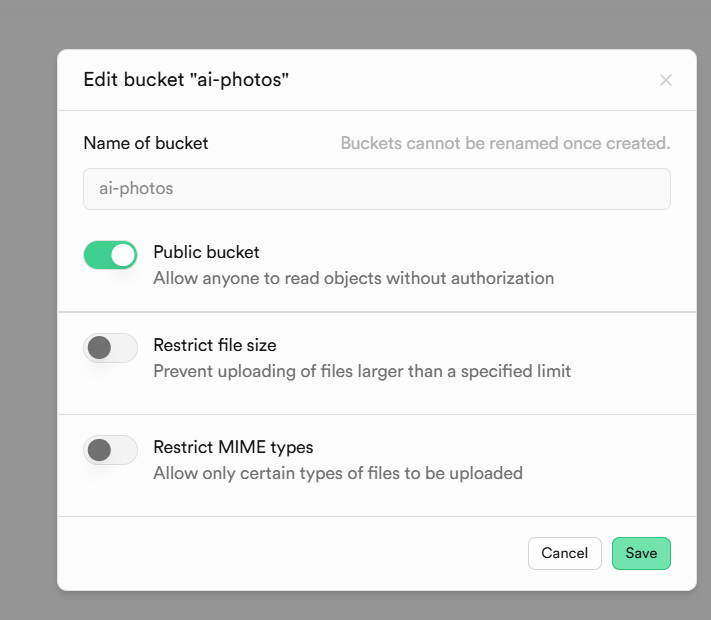 Edit bucket "ai-photos"
Name of bucket
Buckets cannot be renamed once created.
ai-photos
Public bucket
Allow anyone to read objects without authorization
Restrict file size
Prevent uploading of files larger than a specified limit
Restrict MIME types
Allow only certain types of files to be uploaded
Cancel
Save